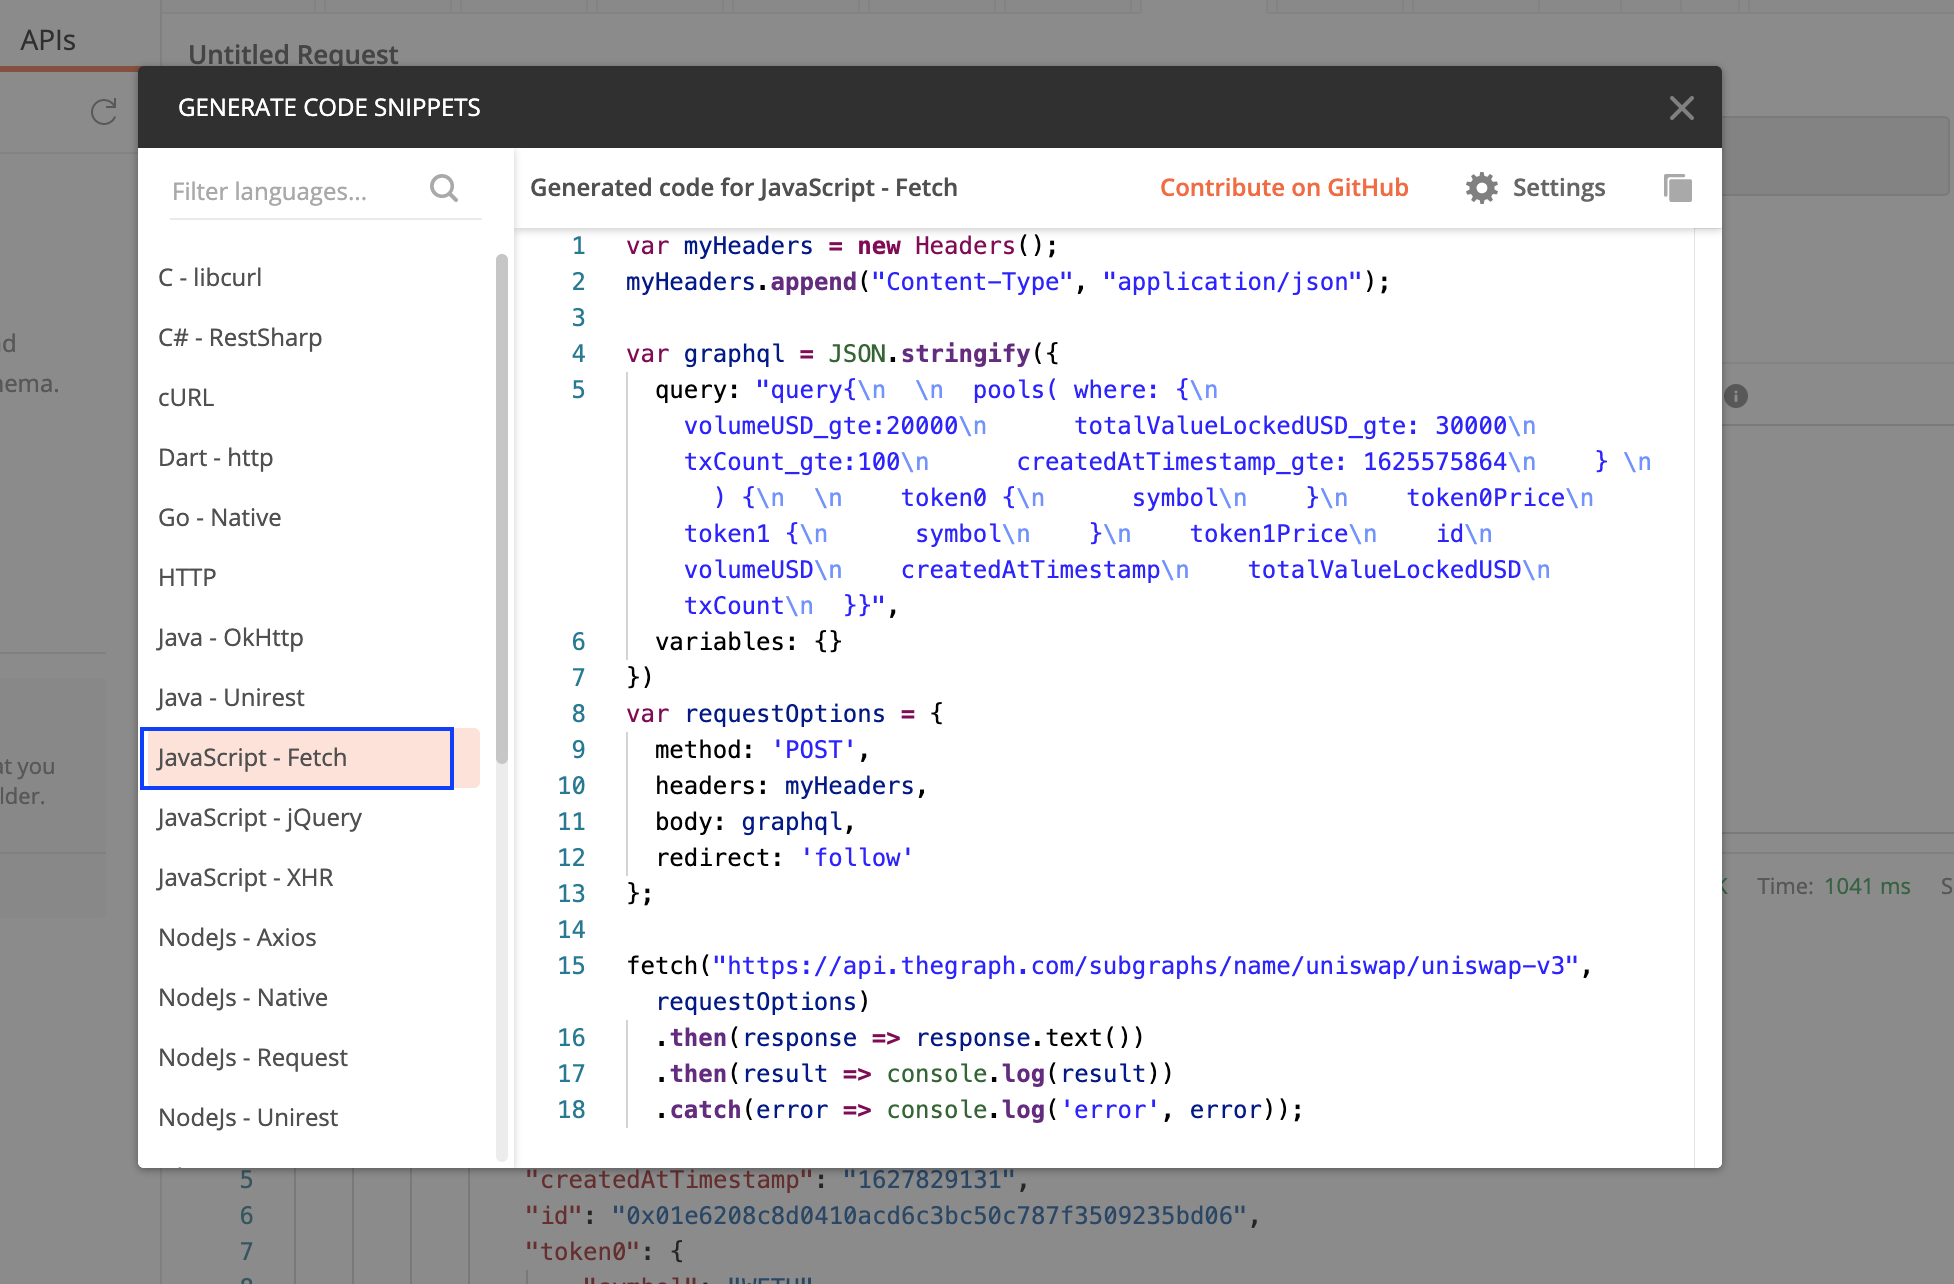 APIs
Untitled Request
GENERATE CODE SNIPPETS
Filter languages...
Generated code for JavaScript - Fetch
Contribute on GitHub
Settings
C - libcurl
C# - RestSharp
cURL
Dart - http
Go - Native
HTTP
Java - OkHttp
Java - Unirest
JavaScript - Fetch
JavaScript - jQuery
JavaScript - XHR
NodeJs - Axios
NodeJs - Native
NodeJs - Request
NodeJs - Unirest
1 var myHeaders = new Headers();
2 myHeaders.append("Content-Type", "application/json");
3
4 var graphql = JSON.stringify({
5 query: "query{\n  \n  pools( where: {\n
volumeUSD_gte:20000\n      totalValueLockedUSD_gte: 30000\n
txCount_gte:100\n      createdAtTimestamp_gte: 1625575864\n    } \n
) {\n  \n    token0 {\n      symbol\n    }\n    token0Price\n
token1 {\n      symbol\n    }\n    token1Price\n    id\n
volumeUSD\n    createdAtTimestamp\n    totalValueLockedUSD\n
txCount\n  }}",
6 variables: {}
7 })
8 var requestOptions = {
9 method: 'POST',
10 headers: myHeaders,
11 body: graphql,
12 redirect: 'follow'
13 };
14
15 fetch("https://api.thegraph.com/subgraphs/name/uniswap/uniswap-v3",
requestOptions)
16 .then(response => response.text())
17 .then(result => console.log(result))
18 .catch(error => console.log('error', error));
hema.
at you
lder.
Time: 1041 ms
5 "createdAtTimestamp": "1627829131",
6 "id": "0x01e6208c8d0410acd6c3bc50c787f3509235bd06",
7 "token0": {